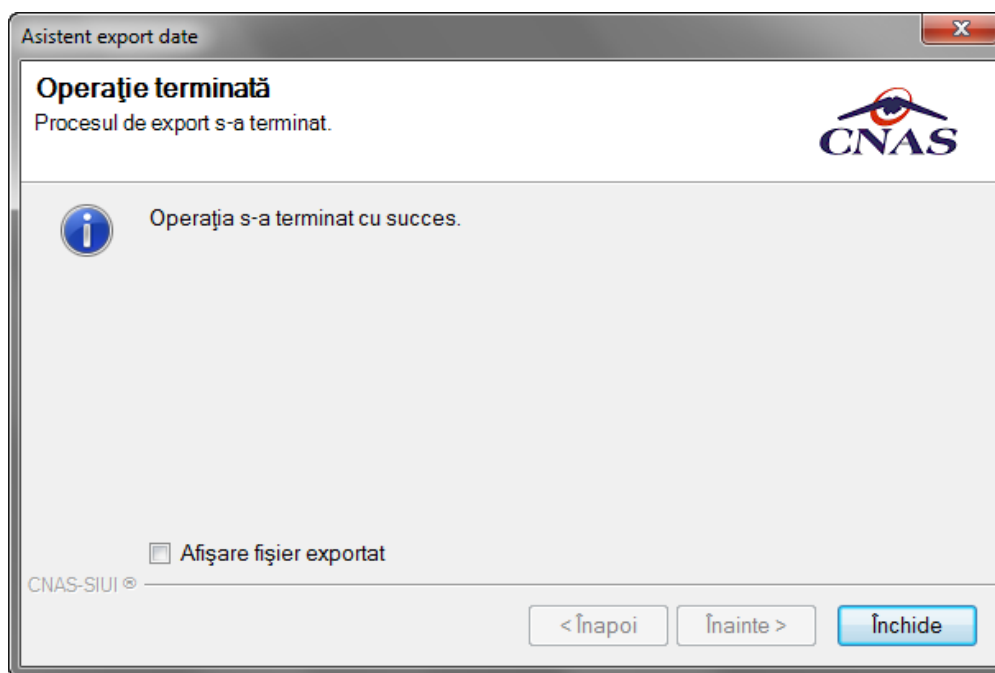 Asistent export date
Operaţie terminată
Procesul de export s-a terminat.
CNAS
Operaţia s-a terminat cu succes.
Afişare fişier exportat
CNAS-SIUI ®
< Înapoi
Înainte >
Închide